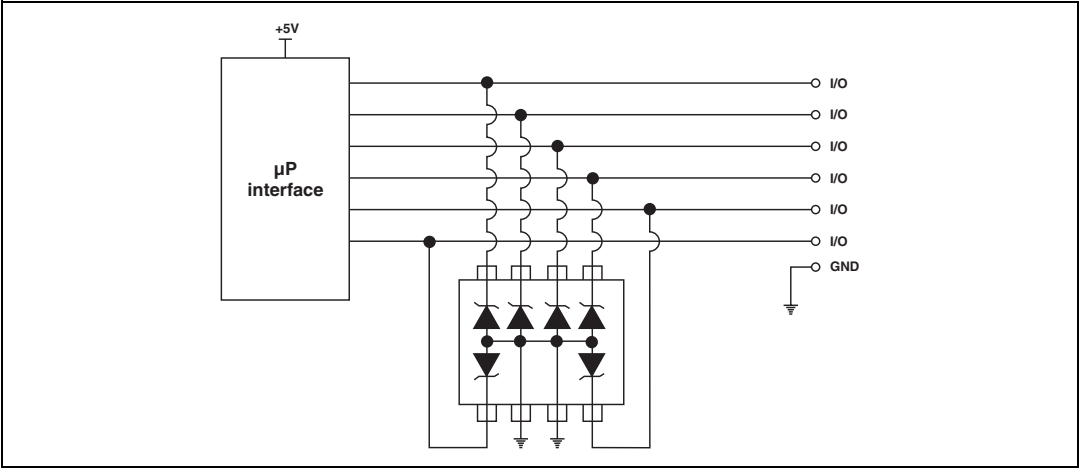 +5V
µP
interface
I/O
I/O
I/O
I/O
I/O
I/O
GND